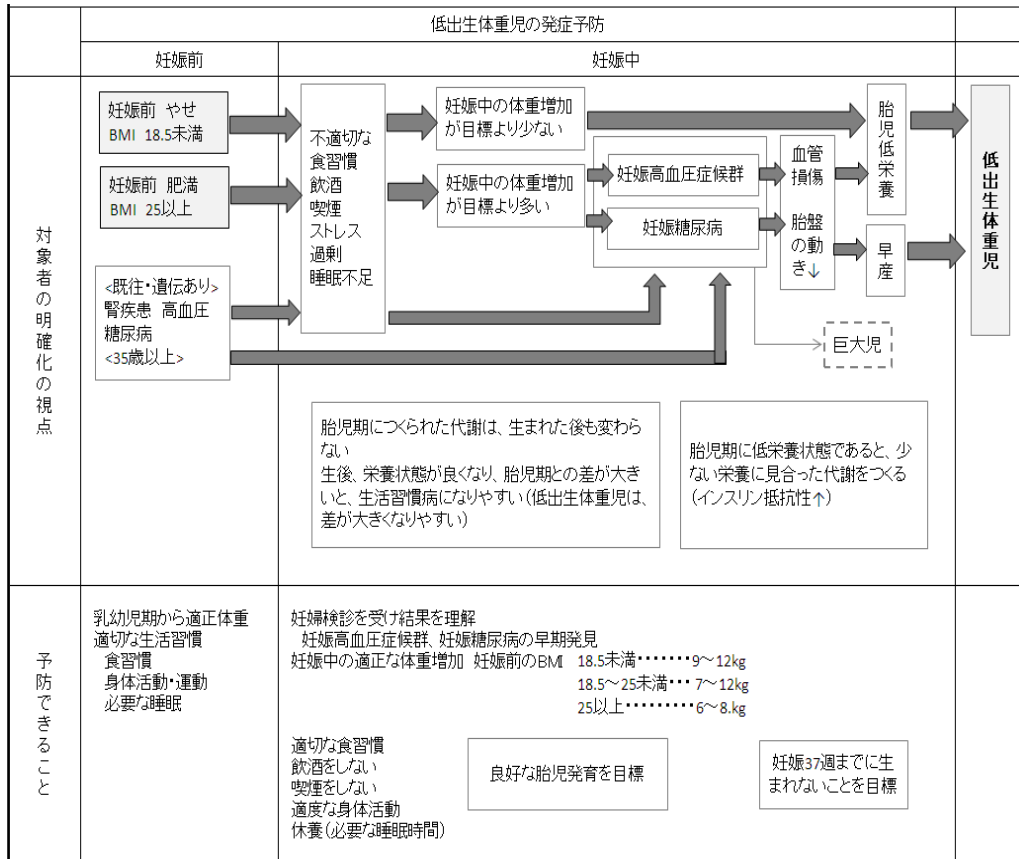 低出生体重児の発症予防
妊娠前
妊娠中
対象者の明確化の視点
妊娠前 やせ
BMI 18.5未満
妊娠前 肥満
BMI 25以上
<既往・遺伝あり>
腎疾患 高血圧
糖尿病
<35歳以上>
不適切な
食習慣
飲酒
喫煙
ストレス
過剰
睡眠不足
妊娠中の体重増加
が目標より少ない
妊娠中の体重増加
が目標より多い
妊娠高血圧症候群
妊娠糖尿病
血管
損傷
胎盤
の動
き↓
胎児低栄養
早産
巨大児
低出生体重児
胎児期につくられた代謝は、生まれた後も変わら
ない
生後、栄養状態が良くなり、胎児期との差が大き
いと、生活習慣病になりやすい(低出生体重児は、
差が大きくなりやすい)
胎児期に低栄養状態であると、少
ない栄養に見合った代謝をつくる
(インスリン抵抗性↑)
予防できること
乳幼児期から適正体重
適切な生活習慣
食習慣
身体活動・運動
必要な睡眠
妊婦検診を受け結果を理解
妊娠高血圧症候群、妊娠糖尿病の早期発見
妊娠中の適正な体重増加 妊娠前のBMI 18.5未満・・・・・・・9～12kg
18.5～25未満・・・ 7～12kg
25以上・・・・・・・・・6～8.kg
適切な食習慣
飲酒をしない
喫煙をしない
適度な身体活動
休養(必要な睡眠時間)
良好な胎児発育を目標
妊娠37週までに生
まれないことを目標